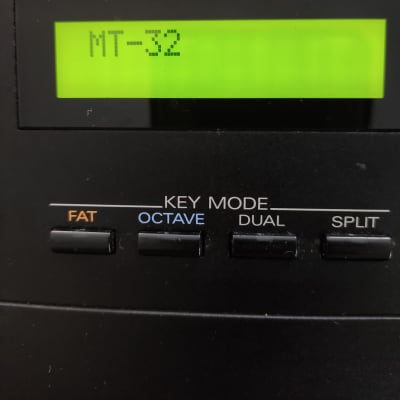 MT-32
KEY MODE
FAT OCTAVE DUAL SPLIT